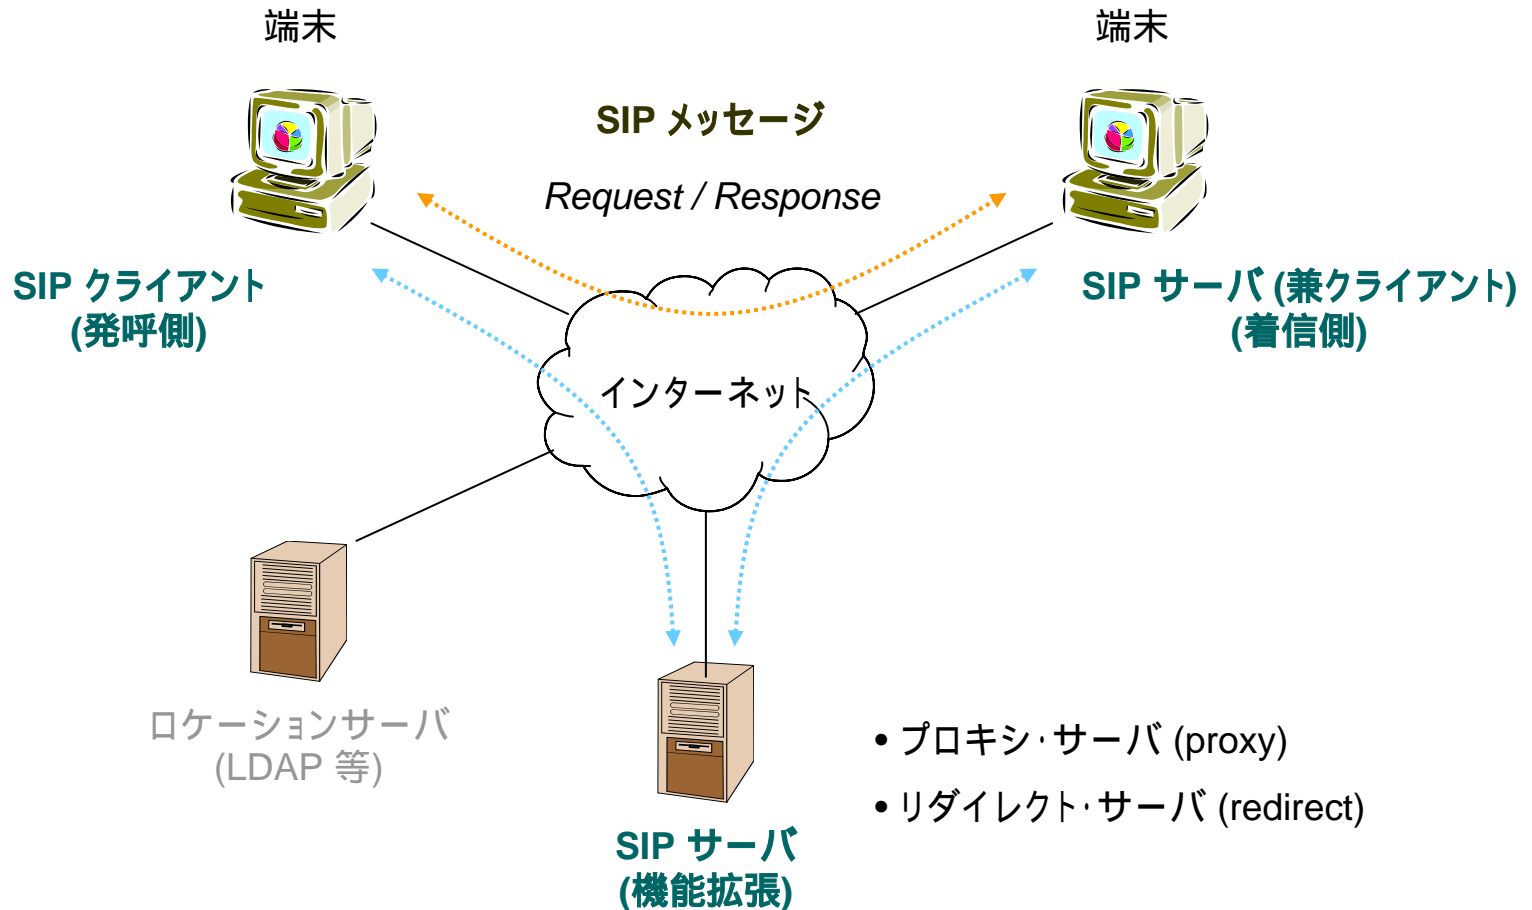 端末
端末
SIP メッセージ
Request / Response
SIP クライアント
(発呼側)
SIP サーバ (兼クライアント)
(着信側)
インターネット
ロケーションサーバ
(LDAP 等)
• プロキシ・サーバ (proxy)
• リダイレクト・サーバ (redirect)
SIP サーバ
(機能拡張)